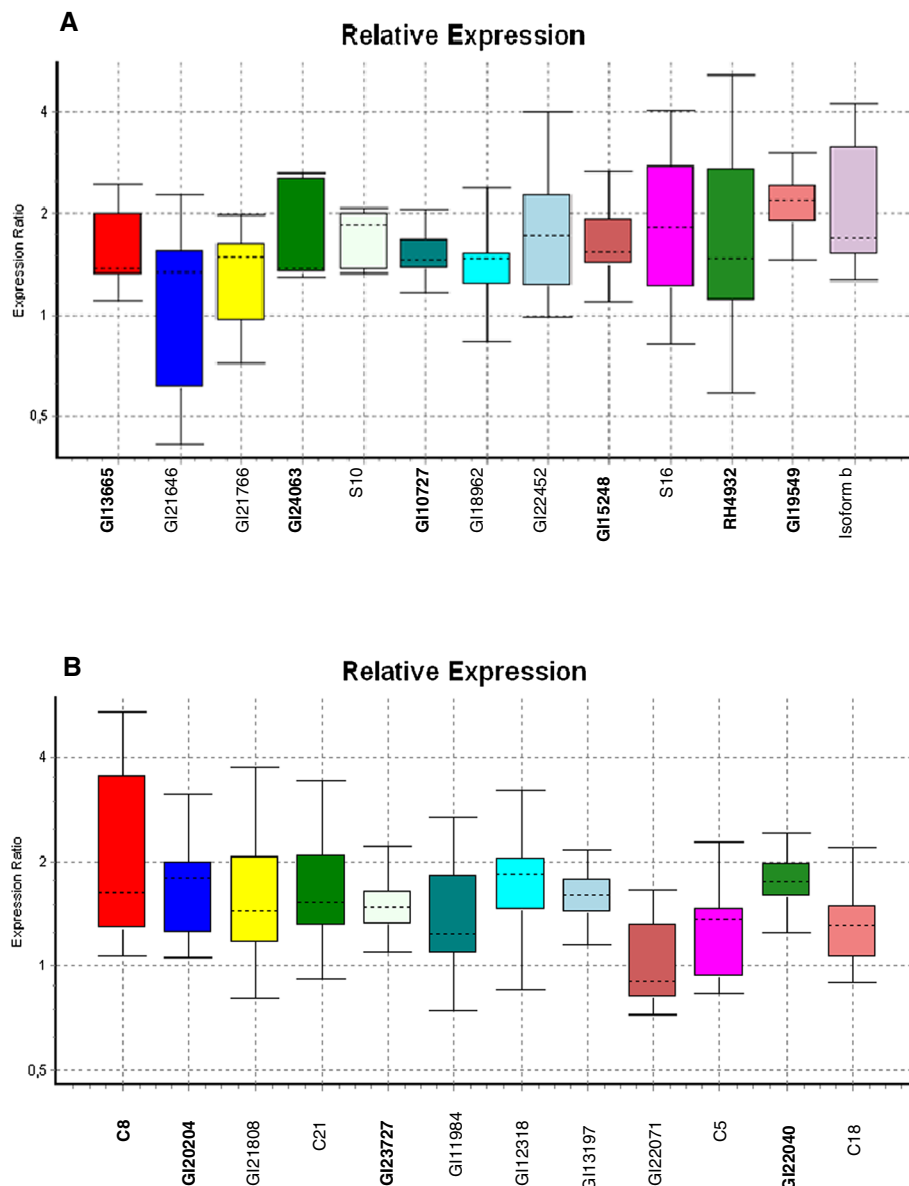 A
Relative Expression
Expression Ratio
4
2
1
0,5
GI13665
GI21646
GI21766
GI24063
S10
GI10727
GI18962
GI22452
GI15248
S16
RH4932
GI19549
Isoform b
B
Relative Expression
Expression Ratio
4
2
1
0,5
C8
GI20204
GI21808
C21
GI23727
GI11984
GI12318
GI13197
GI22071
C5
GI22040
C18